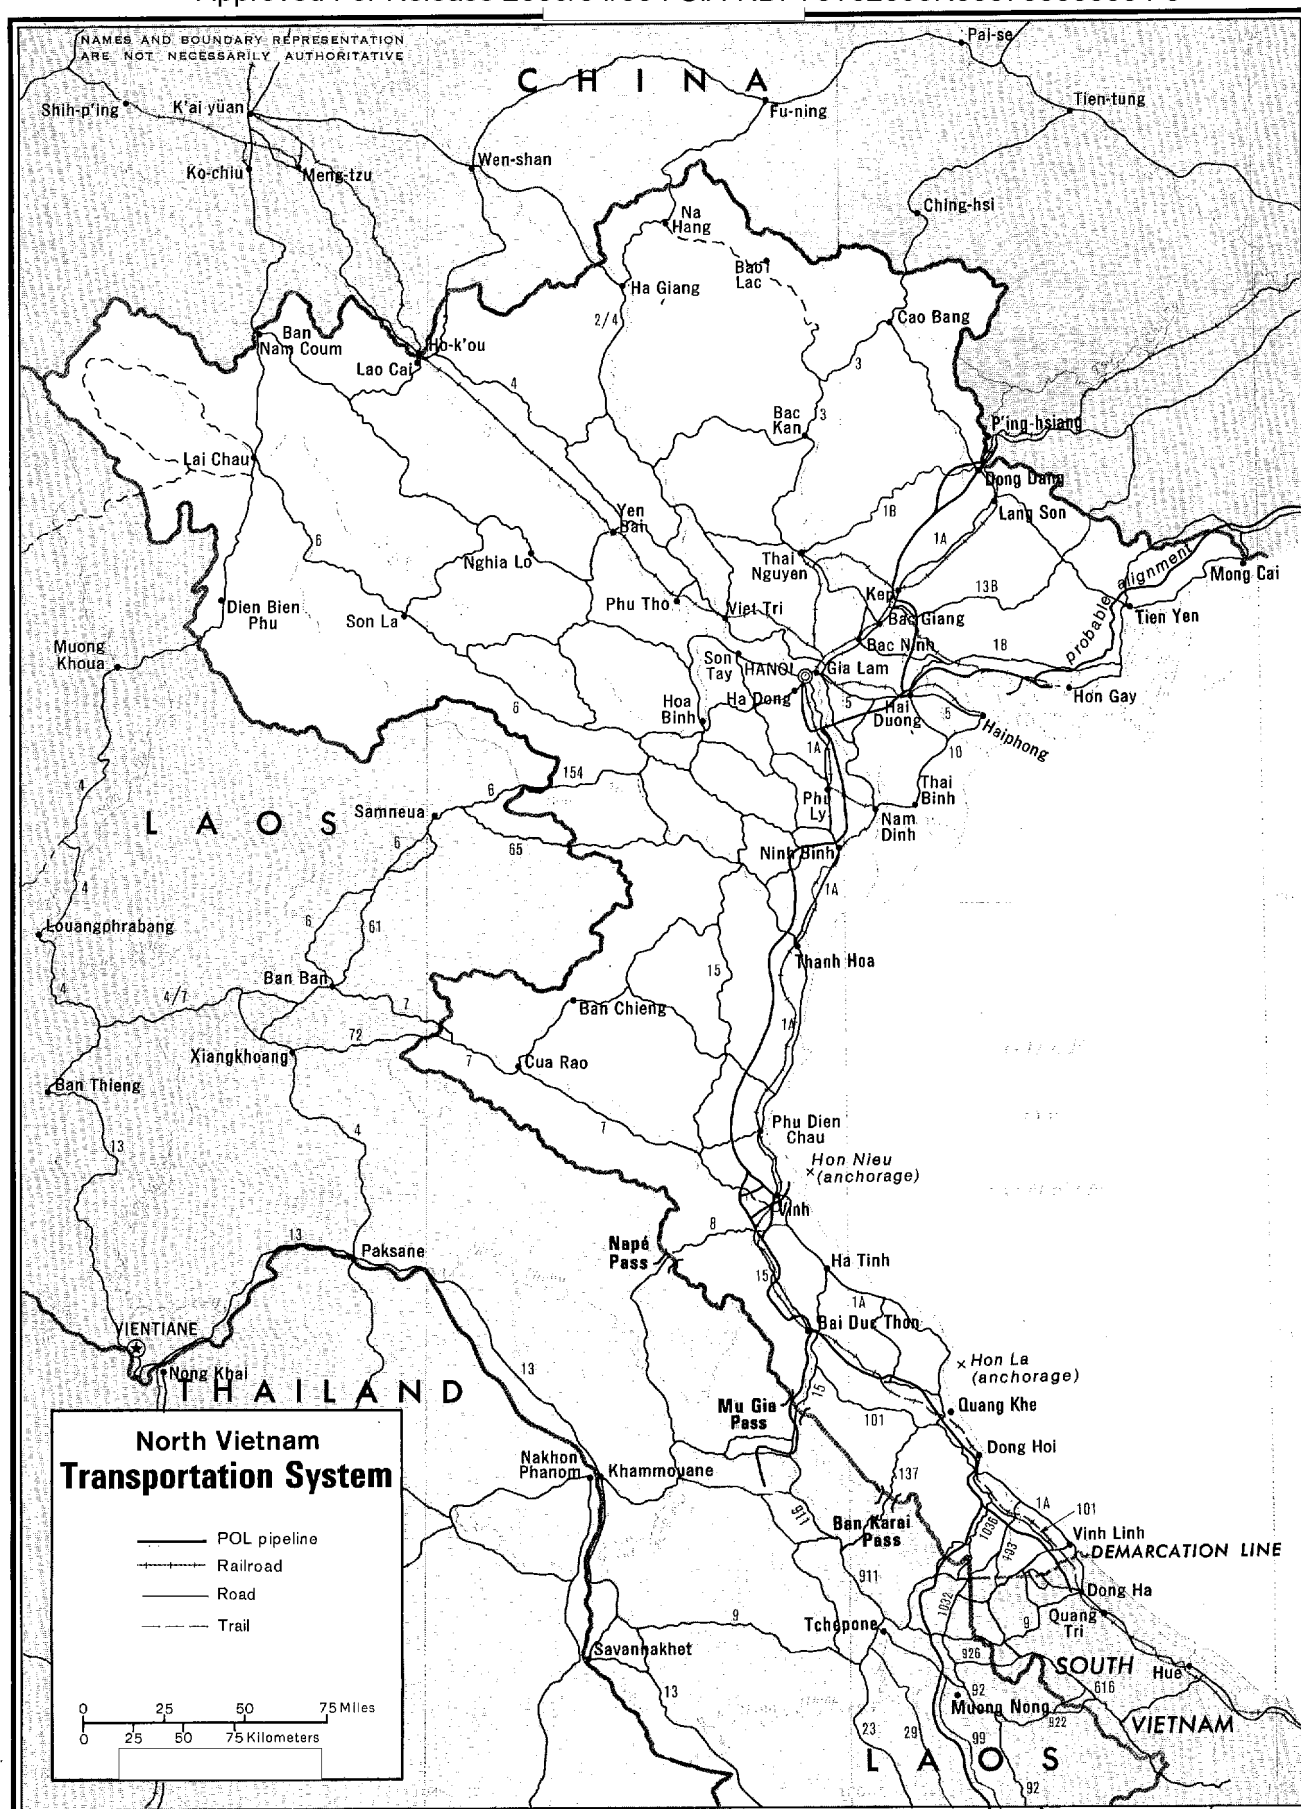 NAMES AND BOUNDARY REPRESENTATION
ARE NOT NECESSARILY AUTHORITATIVE
CHINA
Pai-se
Shih-p'ing
K'ai yüan
Fu-ning
Tien-tung
Ko-chiu
Meng-tzu
Wen-shan
Ching-hsi
Na
Hang
Bao
Lac
Ha Giang
2/4
Cao Bang
Ban
Nam Coum
Ho-k'ou
Lao Cai
4
3
3
Bac
Kan
P'ing-hsiang
Lai Chau
Dong Dang
Lang Son
1B
1A
Yen
Bai
6
Nghia Lo
Thai
Nguyen
probable alignment
Mong Cai
Kep
13B
Dien Bien
Phu
Son La
Phu Tho
Viet Tri
Bac Giang
Tien Yen
Muong
Khoua
Bac Ninh
18
Son
Tay
HANOI
Gia Lam
Ha Dong
Hon Gay
Hoa
Binh
5
Hai
Duong
5
Haiphong
6
1A
10
154
4
6
Thai
Binh
LAOS
Samneua
Phu
Ly
Nam
Dinh
6
65
Ninh Binh
4
1A
Louangphrabang
6
61
Thanh Hoa
15
Ban Ban
4
4/7
7
Ban Chieng
1A
72
Xiangkhoang
7
Cua Rao
Ban Thieng
Phu Dien
Chau
13
4
7
Hon Nieu
(anchorage)
Vinh
8
13
Paksane
Napé
Pass
Ha Tinh
15
1A
VIENTIANE
Bai Duc Thon
Nong Khai
13
Hon La
(anchorage)
THAILAND
15
Mu Gia
Pass
101
Quang Khe
North Vietnam
Transportation System
POL pipeline
Railroad
Road
Trail
0 25 50 75 Miles
0 25 50 75 Kilometers
Dong Hoi
Nakhon
Phanom
Khammouane
137
911
1A
101
Ban Karai
Pass
1036
103
Vinh Linh
DEMARCATION LINE
911
1032
Dong Ha
9
Tchepone
9
Quang
Tri
Savannakhet
926
SOUTH
Hue
13
92
616
Muong Nong
922
VIETNAM
23
29
99
LAOS
92